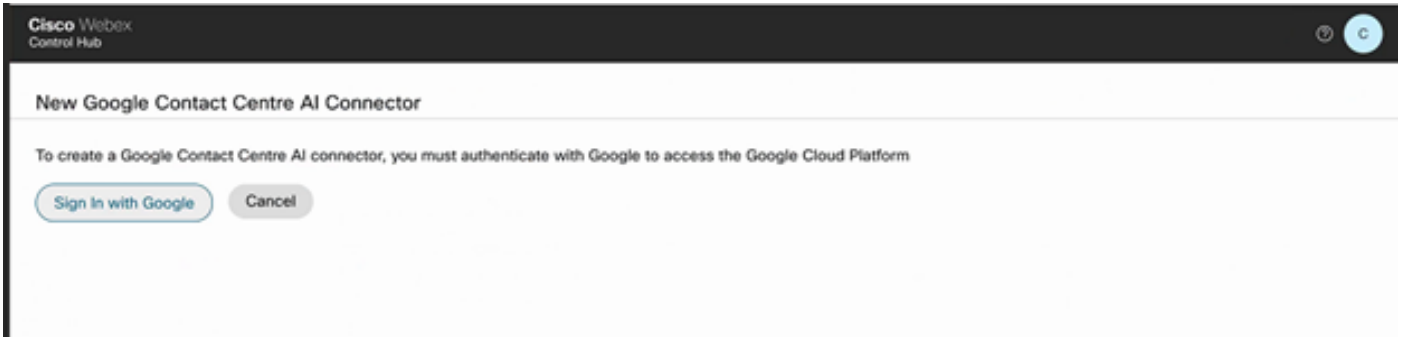 Cisco Webex
Control Hub
C
New Google Contact Centre AI Connector
To create a Google Contact Centre AI connector, you must authenticate with Google to access the Google Cloud Platform
Sign In with Google
Cancel